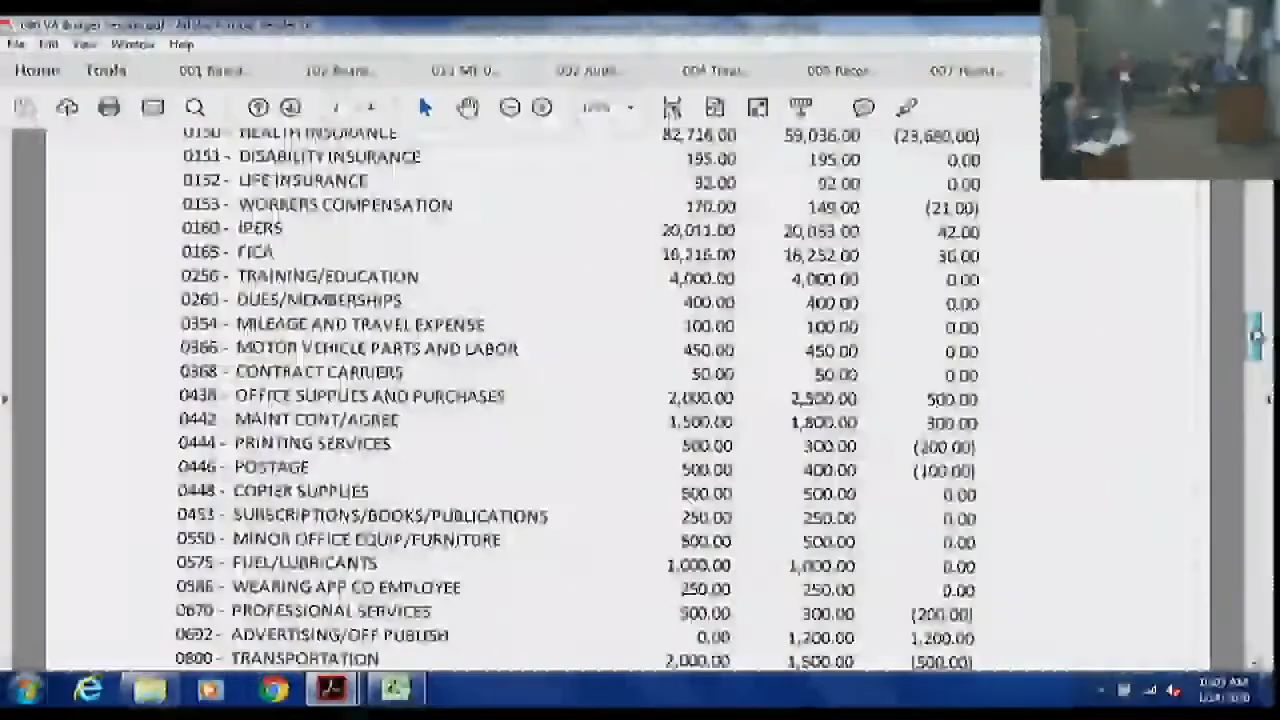 File Edit View Window Help
Home Tools
0150 - HEALTH INSURANCE 82,716.00 59,036.00 (23,680.00)
0151 - DISABILITY INSURANCE 195.00 195.00 0.00
0152 - LIFE INSURANCE 92.00 92.00 0.00
0153 - WORKERS COMPENSATION 170.00 149.00 (21.00)
0160 - IPERS 20,011.00 20,053.00 42.00
0165 - FICA 16,216.00 16,252.00 36.00
0256 - TRAINING/EDUCATION 4,000.00 4,000.00 0.00
0260 - DUES/MEMBERSHIPS 400.00 400.00 0.00
0354 - MILEAGE AND TRAVEL EXPENSE 100.00 100.00 0.00
0366 - MOTOR VEHICLE PARTS AND LABOR 450.00 450.00 0.00
0368 - CONTRACT CARRIERS 50.00 50.00 0.00
0438 - OFFICE SUPPLIES AND PURCHASES 2,000.00 2,500.00 500.00
0442 - MAINT CONT/AGREE 1,500.00 1,800.00 300.00
0444 - PRINTING SERVICES 500.00 300.00 (200.00)
0446 - POSTAGE 500.00 400.00 (100.00)
0448 - COPIER SUPPLIES 500.00 500.00 0.00
0453 - SUBSCRIPTIONS/BOOKS/PUBLICATIONS 250.00 250.00 0.00
0550 - MINOR OFFICE EQUIP/FURNITURE 500.00 500.00 0.00
0575 - FUEL/LUBRICANTS 1,000.00 1,000.00 0.00
0586 - WEARING APP CO EMPLOYEE 250.00 250.00 0.00
0670 - PROFESSIONAL SERVICES 500.00 300.00 (200.00)
0692 - ADVERTISING/OFF PUBLISH 0.00 1,200.00 1,200.00
0800 - TRANSPORTATION 2,000.00 1,500.00 (500.00)